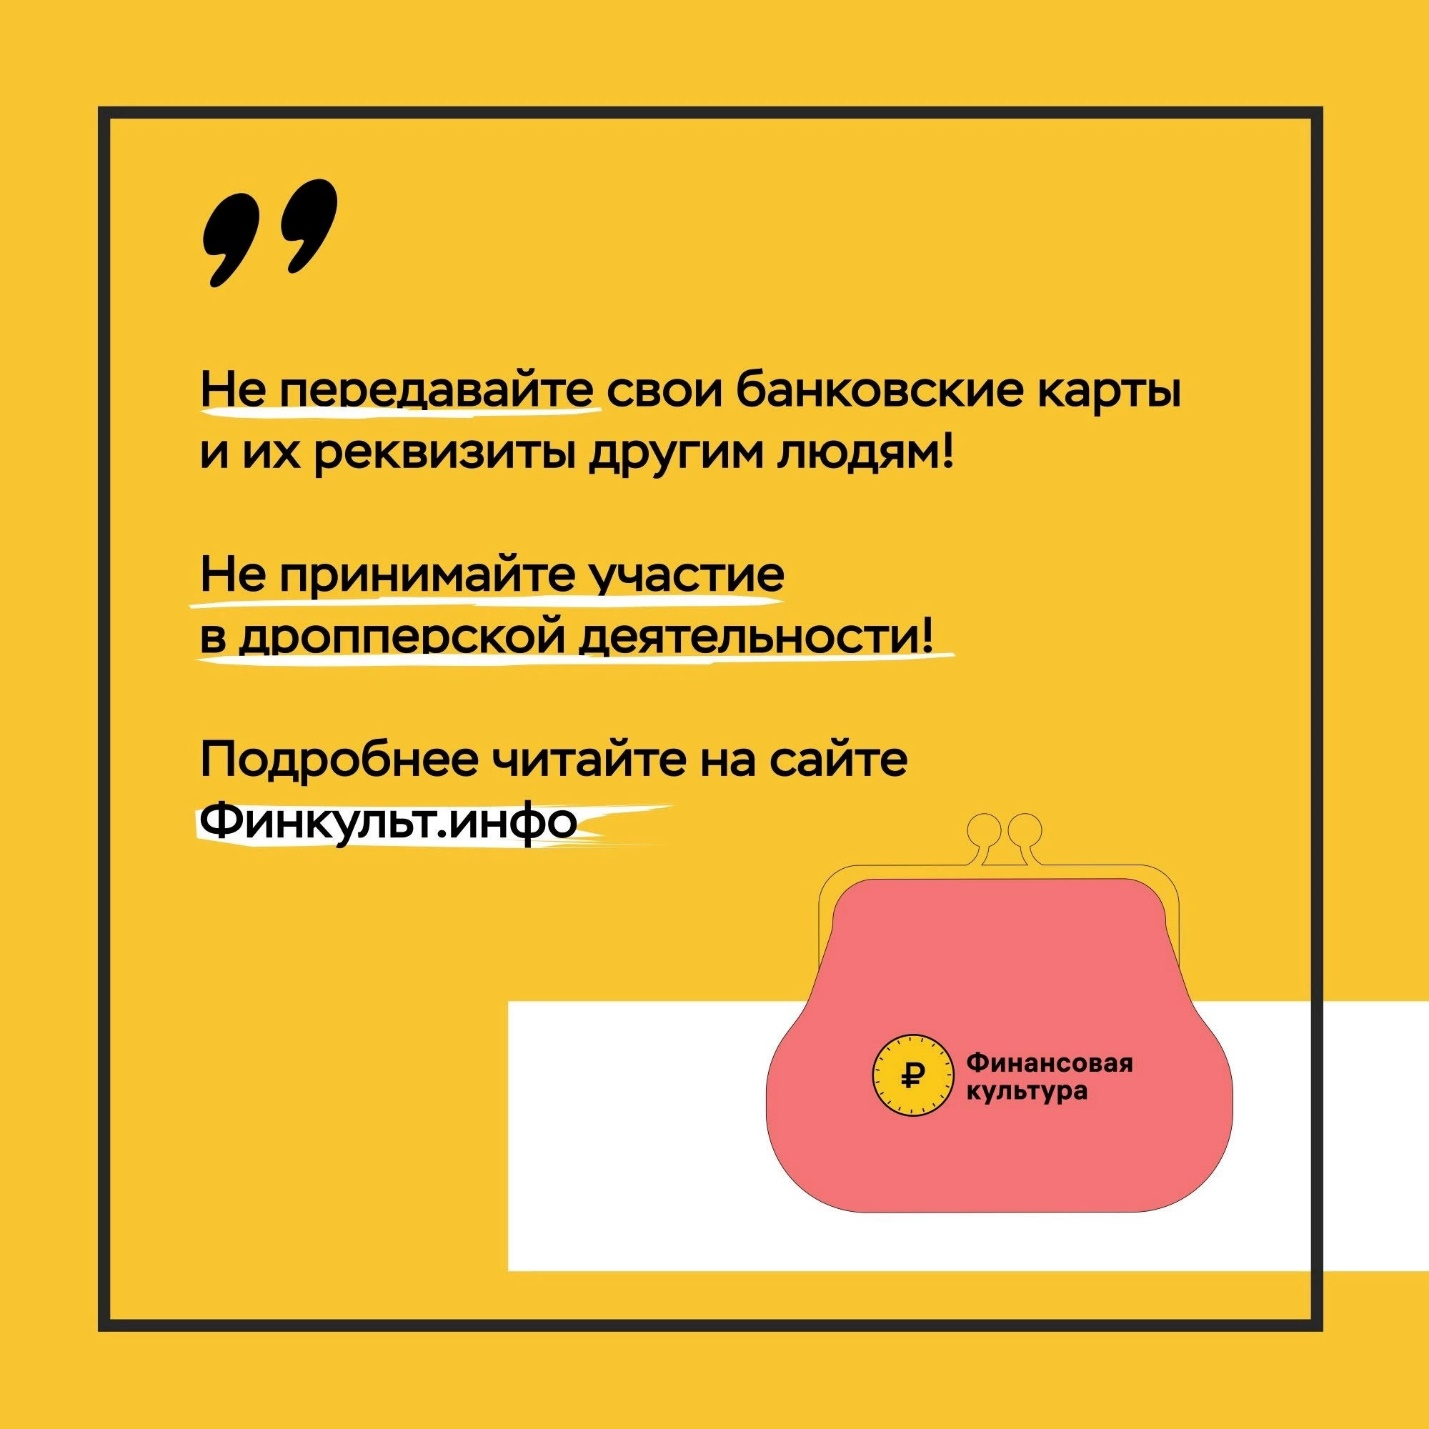 ”
Не передавайте свои банковские карты
и их реквизиты другим людям!
Не принимайте участие
в дропперской деятельности!
Подробнее читайте на сайте
Финкульт.инфо
₽
Финансовая
культура